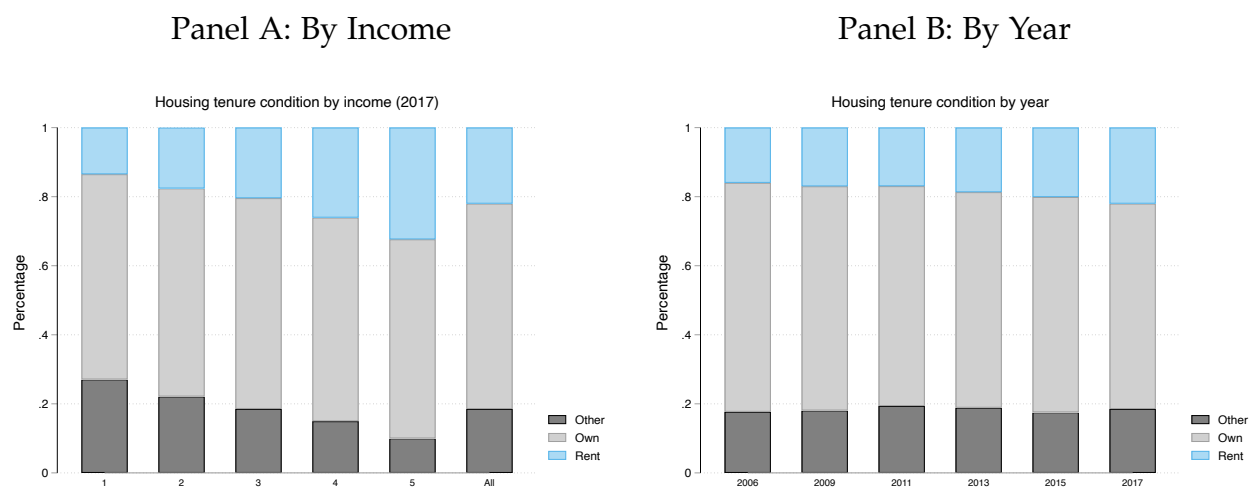 Panel A: By Income
Housing tenure condition by income (2017)
Percentage
1
.8
.6
.4
.2
0
1 2 3 4 5 All
Other
Own
Rent
Panel B: By Year
Housing tenure condition by year
Percentage
1
.8
.6
.4
.2
0
2006 2009 2011 2013 2015 2017
Other
Own
Rent